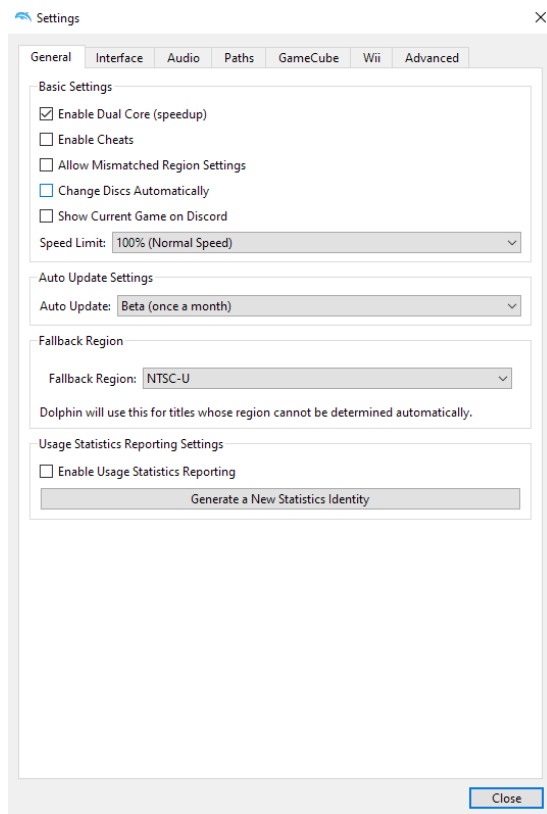 Settings
General Interface Audio Paths GameCube Wii Advanced
Basic Settings
Enable Dual Core (speedup)
Enable Cheats
Allow Mismatched Region Settings
Change Discs Automatically
Show Current Game on Discord
Speed Limit: 100% (Normal Speed)
Auto Update Settings
Auto Update: Beta (once a month)
Fallback Region
Fallback Region: NTSC-U
Dolphin will use this for titles whose region cannot be determined automatically.
Usage Statistics Reporting Settings
Enable Usage Statistics Reporting
Generate a New Statistics Identity
Close